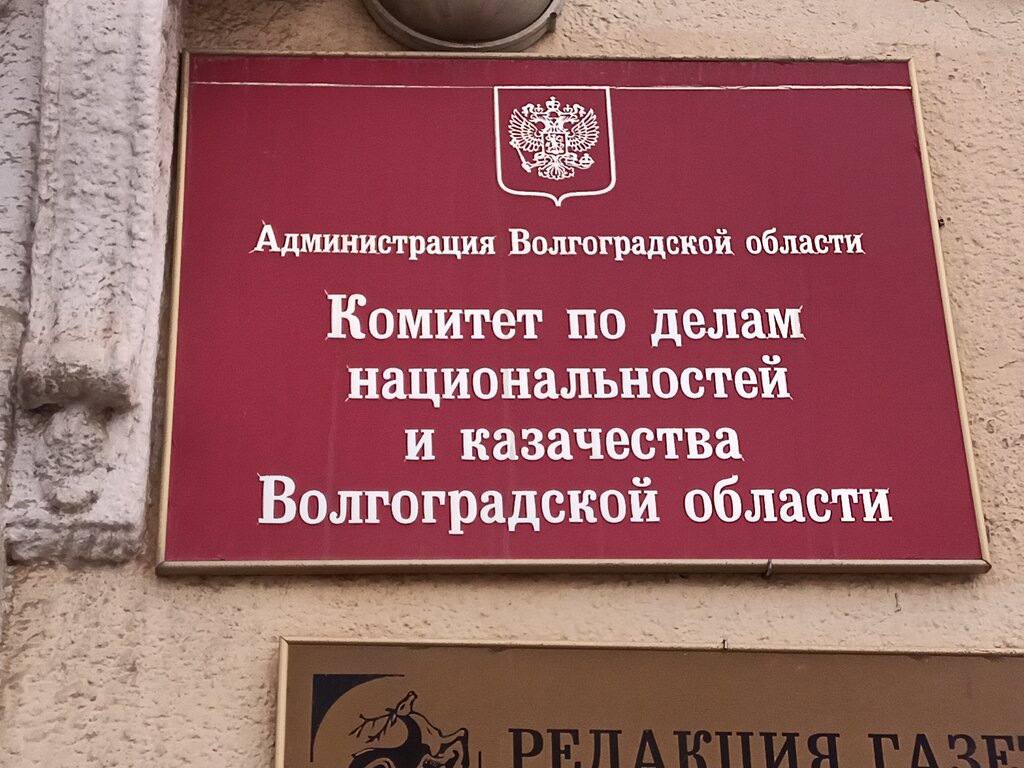 Администрация Волгоградской области
Комитет по делам
национальностей
и казачества
Волгоградской области
РЕДАКЦИЯ